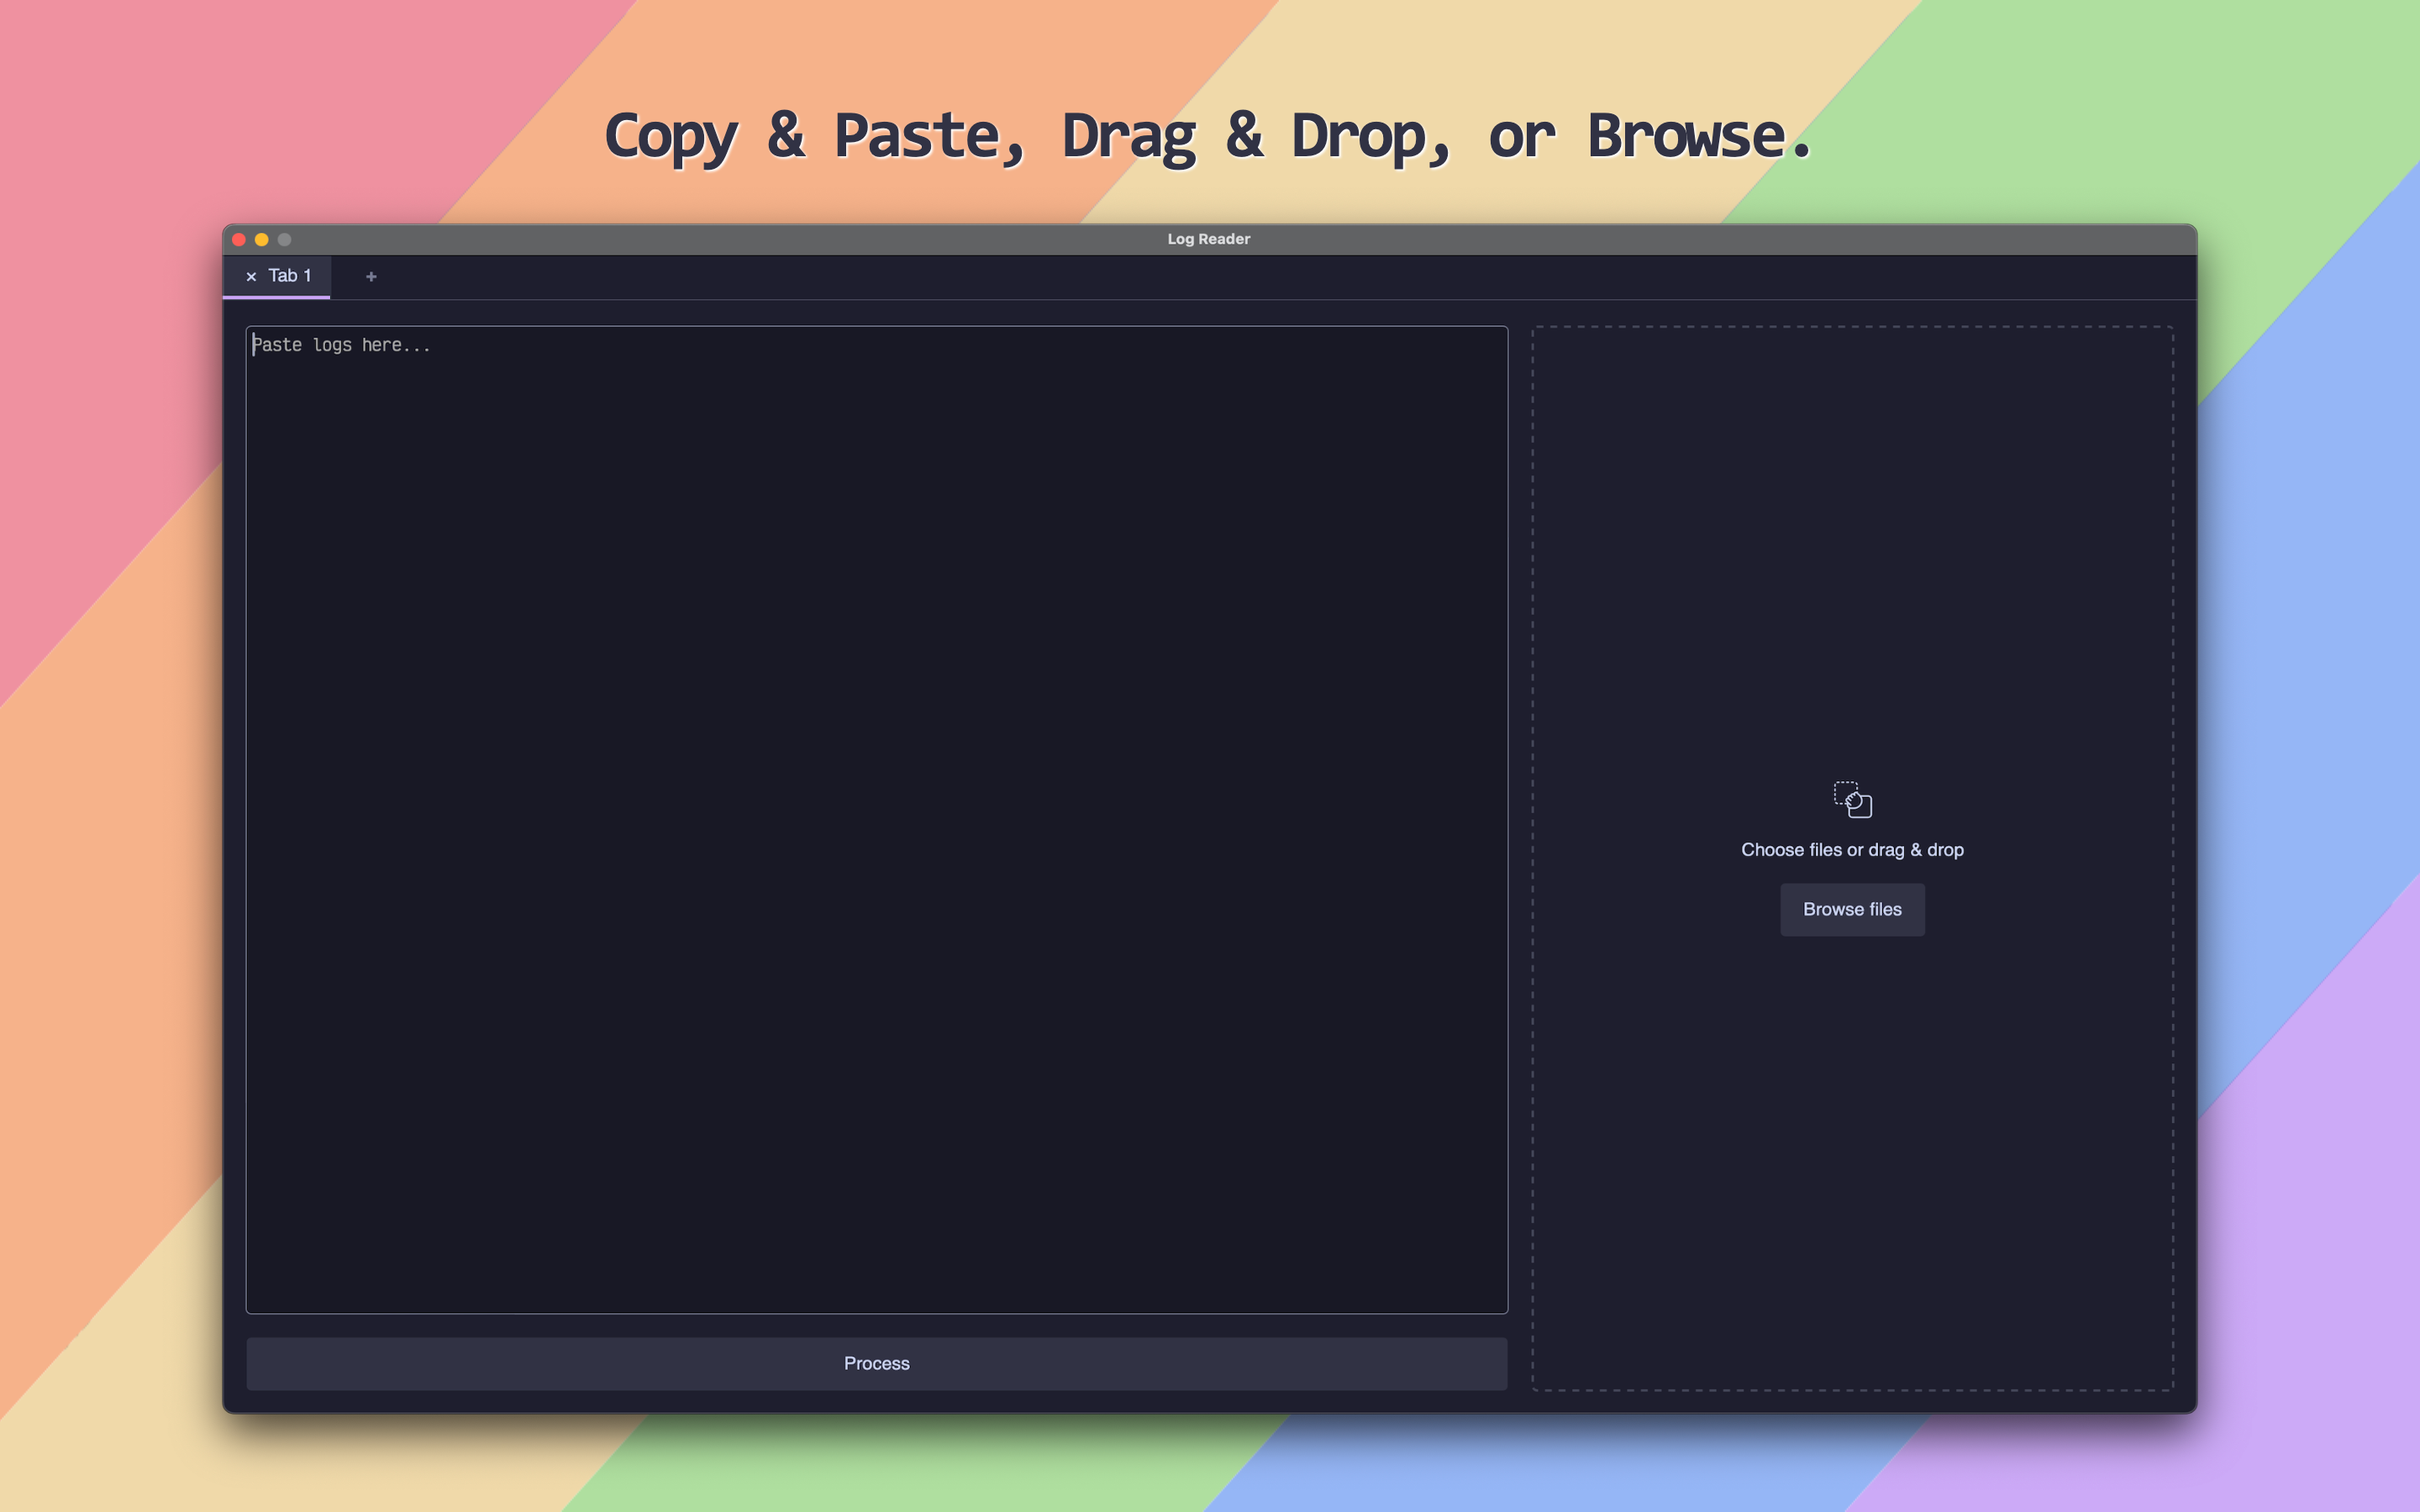 Copy & Paste, Drag & Drop, or Browse.
Log Reader
× Tab 1 +
Paste logs here...
Choose files or drag & drop
Browse files
Process